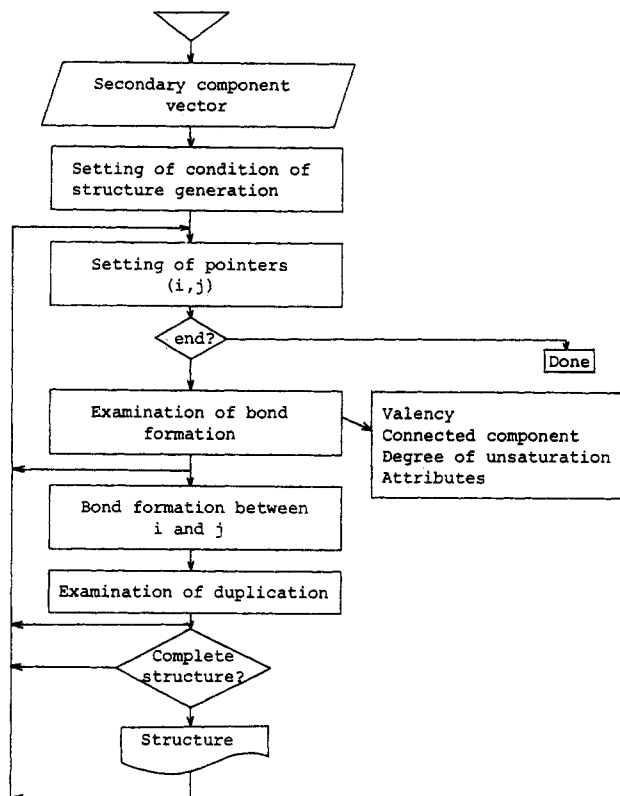 Secondary component
vector
Setting of condition of
structure generation
Setting of pointers
(i,j)
end?
Done
Examination of bond
formation
Valency
Connected component
Degree of unsaturation
Attributes
Bond formation between
i and j
Examination of duplication
Complete
structure?
Structure